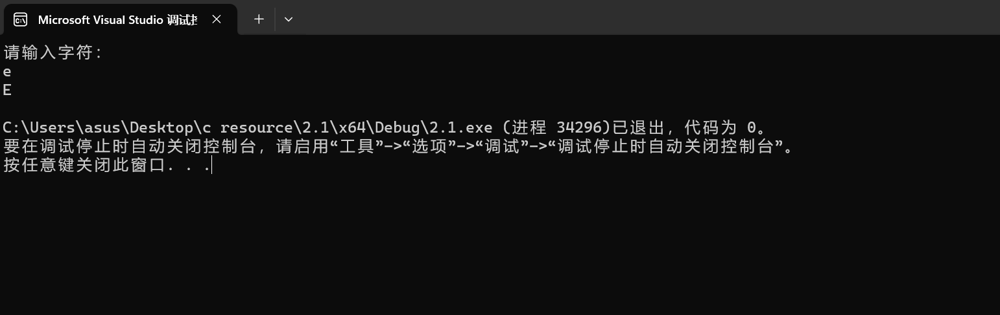 Microsoft Visual Studio 调试控
请输入字符：
e
E
C:\Users\asus\Desktop\c resource\2.1\x64\Debug\2.1.exe (进程 34296)已退出，代码为 0。
要在调试停止时自动关闭控制台，请启用“工具”->“选项”->“调试”->“调试停止时自动关闭控制台”。
按任意键关闭此窗口. . .